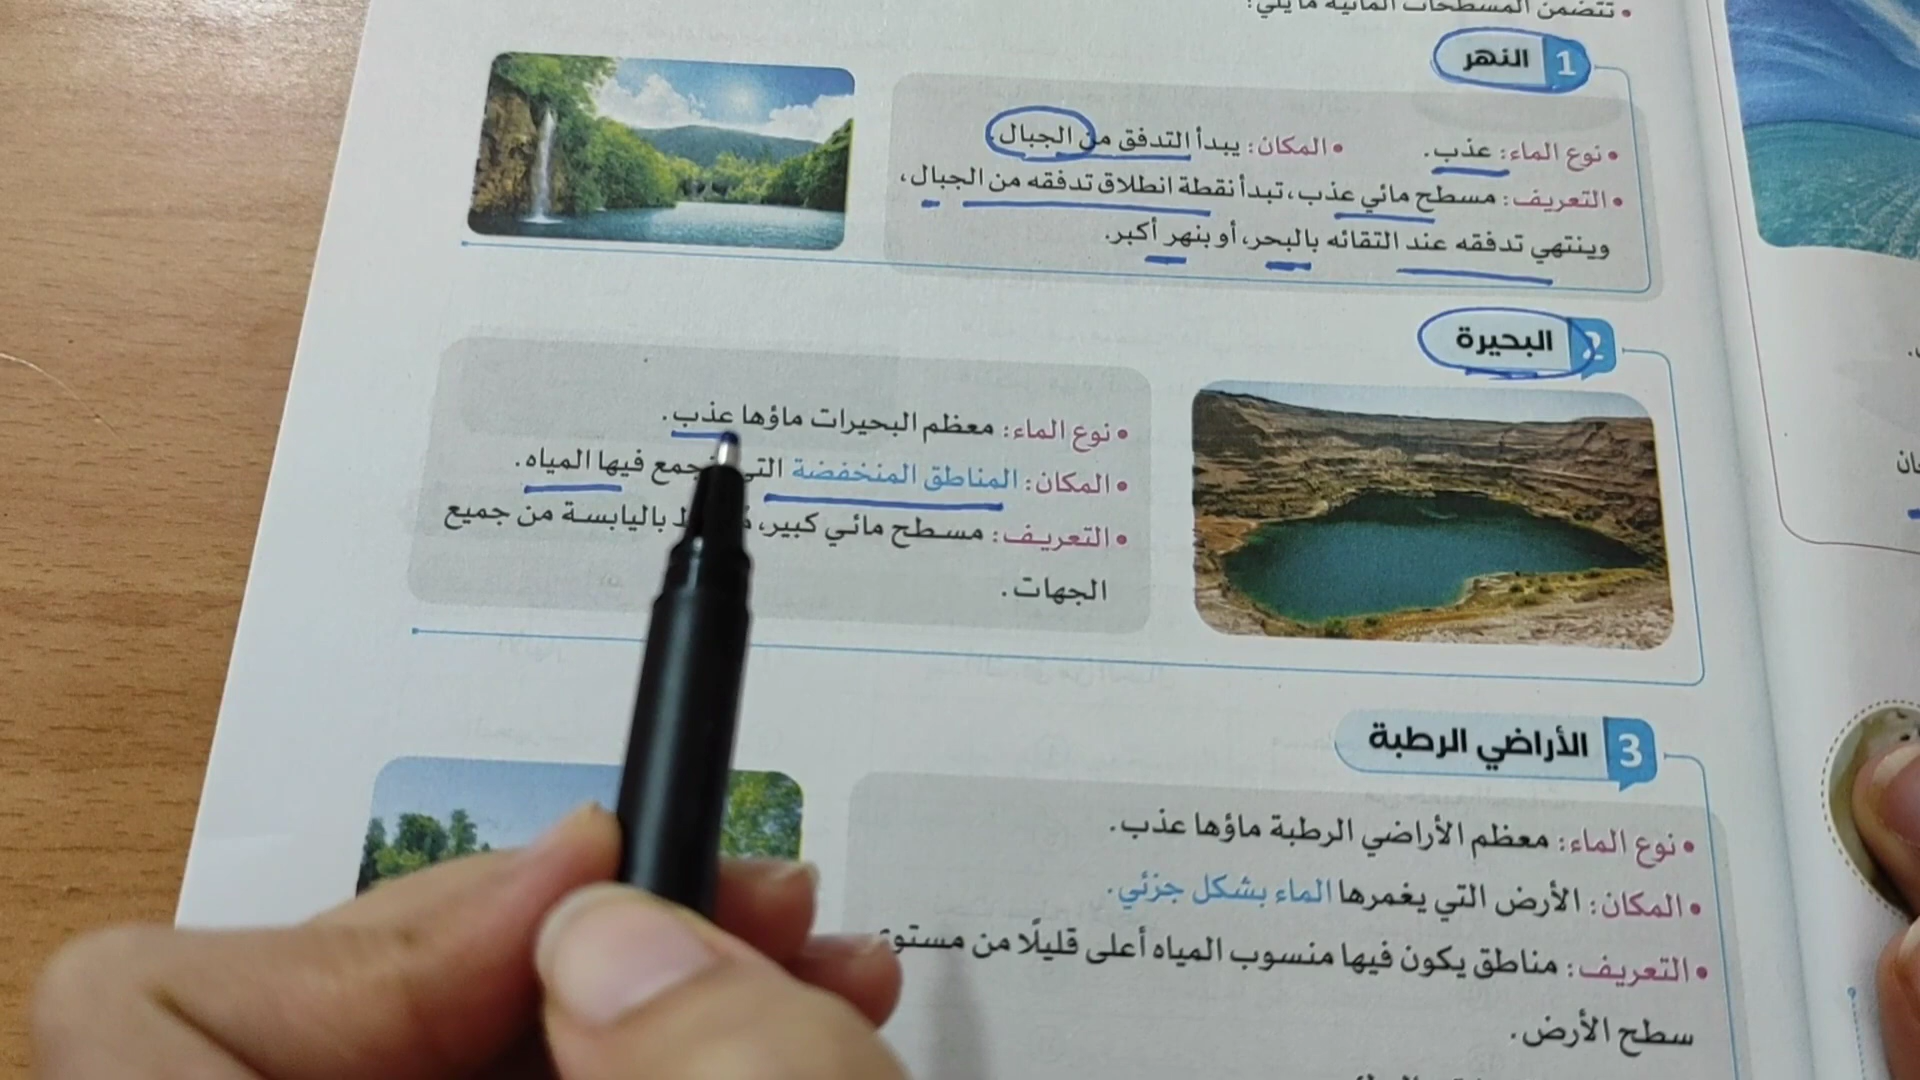 • تتضمن المسطحات المائية ما يلي:
1 النهر
• نوع الماء: عذب. • المكان: يبدأ التدفق من الجبال.
• التعريف: مسطح مائي عذب، تبدأ نقطة انطلاق تدفقه من الجبال،
وينتهي تدفقه عند التقائه بالبحر، أو بنهر أكبر.
2 البحيرة
• نوع الماء: معظم البحيرات ماؤها عذب.
• المكان: المناطق المنخفضة فيها المياه.
• التعريف: مسطح مائي كبير، باليابسة من جميع
الجهات.
3 الأراضي الرطبة
• نوع الماء: معظم الأراضي الرطبة ماؤها عذب.
• المكان: الأرض التي يغمرها الماء بشكل جزئي.
• التعريف: مناطق يكون فيها منسوب المياه أعلى قليلًا من مستوى
سطح الأرض.